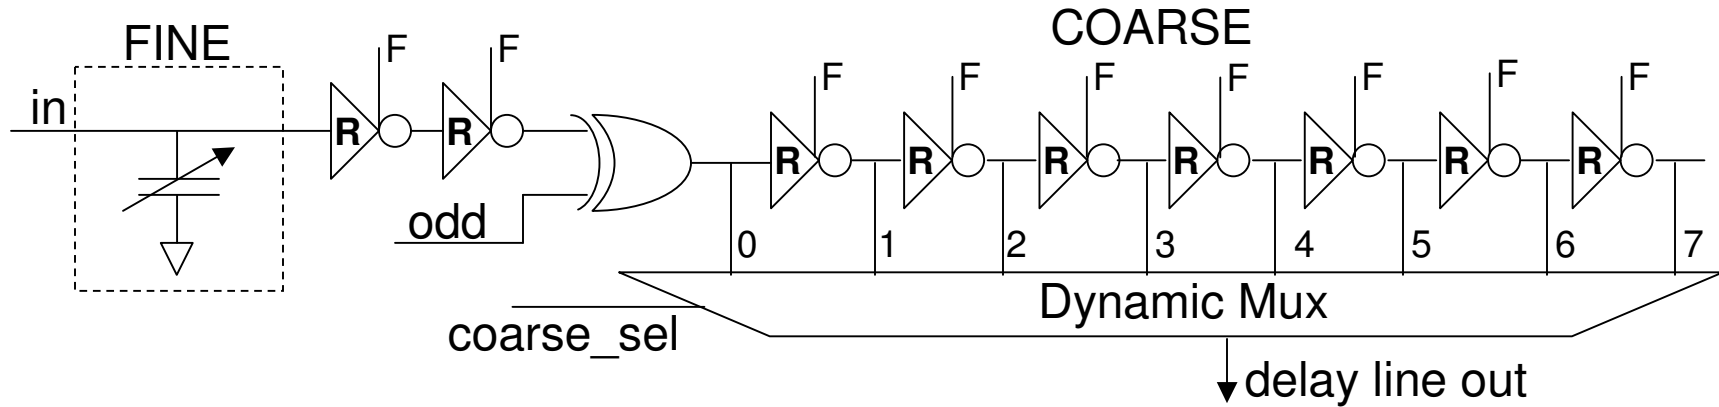 COARSE
FINE
F F
F F F F F F F
in
R R
R R R R R R R
odd
0 1 2 3 4 5 6 7
Dynamic Mux
coarse_sel
delay line out